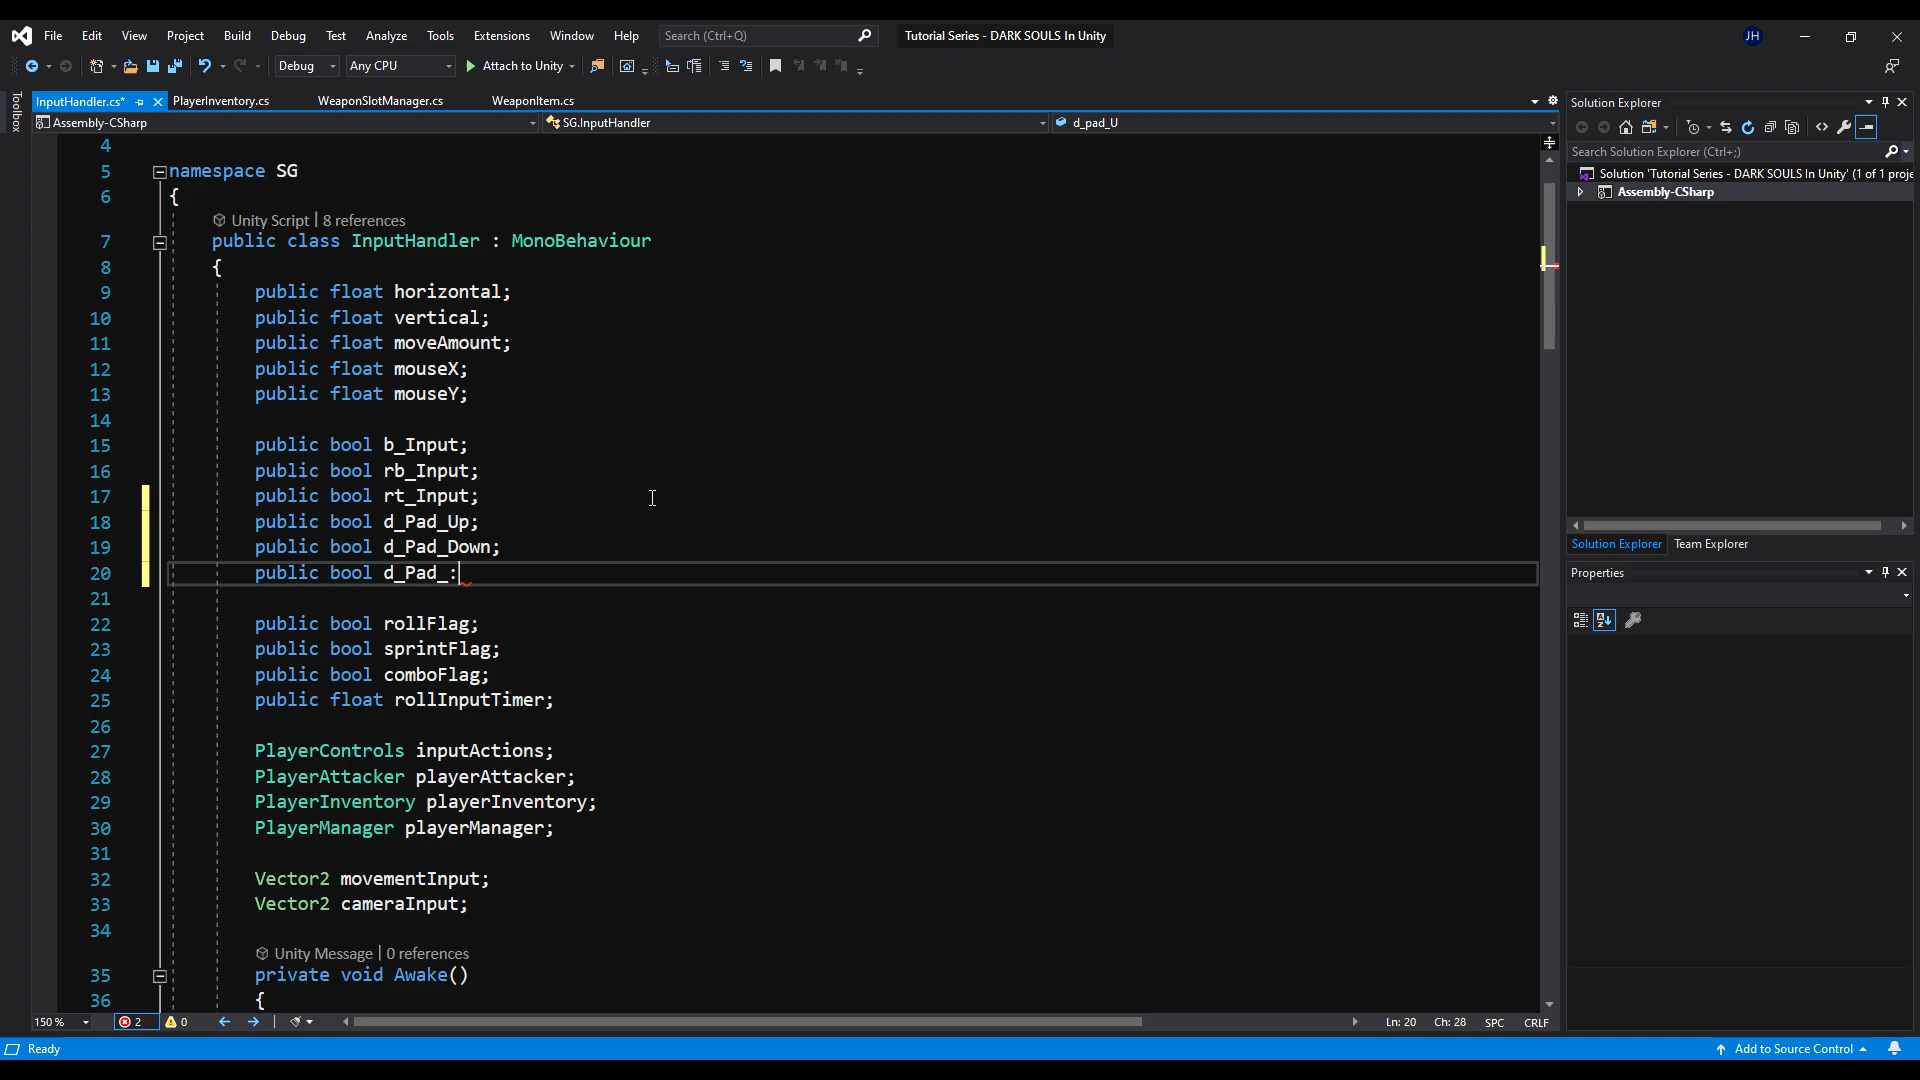 File Edit View Project Build Debug Test Analyze Tools Extensions Window Help Search (Ctrl+Q) Tutorial Series - DARK SOULS In Unity JH
Debug Any CPU Attach to Unity
Toolbox
InputHandler.cs* PlayerInventory.cs WeaponSlotManager.cs WeaponItem.cs
Assembly-CSharp SG.InputHandler d_pad_U
4
5 namespace SG
6 {
Unity Script | 8 references
7 public class InputHandler : MonoBehaviour
8 {
9 public float horizontal;
10 public float vertical;
11 public float moveAmount;
12 public float mouseX;
13 public float mouseY;
14
15 public bool b_Input;
16 public bool rb_Input;
17 public bool rt_Input;
18 public bool d_Pad_Up;
19 public bool d_Pad_Down;
20 public bool d_Pad_:
21
22 public bool rollFlag;
23 public bool sprintFlag;
24 public bool comboFlag;
25 public float rollInputTimer;
26
27 PlayerControls inputActions;
28 PlayerAttacker playerAttacker;
29 PlayerInventory playerInventory;
30 PlayerManager playerManager;
31
32 Vector2 movementInput;
33 Vector2 cameraInput;
34
Unity Message | 0 references
35 private void Awake()
36 {
150 % 2 0 Ln: 20 Ch: 28 SPC CRLF
Solution Explorer
Search Solution Explorer (Ctrl+;)
Solution 'Tutorial Series - DARK SOULS In Unity' (1 of 1 proje
Assembly-CSharp
Solution Explorer Team Explorer
Properties
Ready Add to Source Control